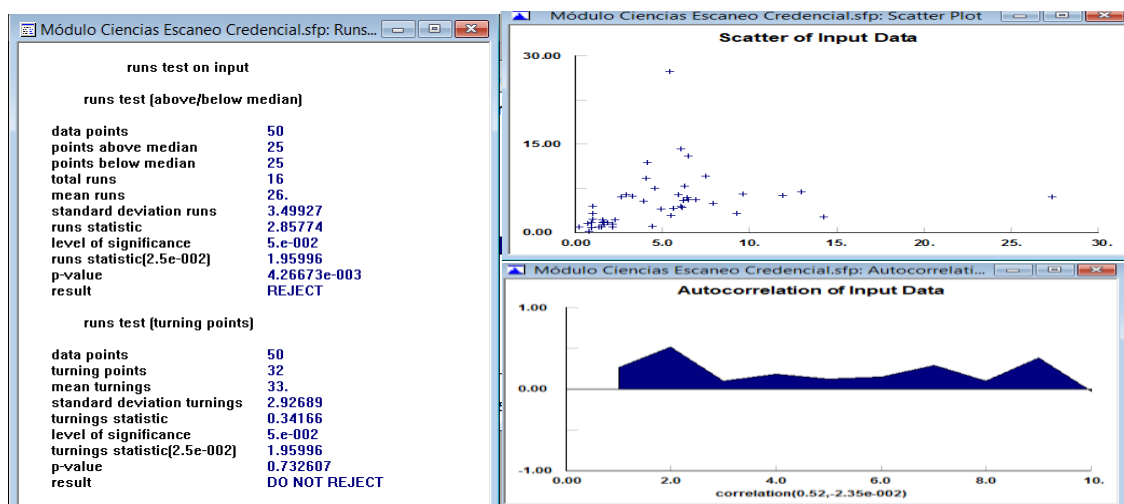 Módulo Ciencias Escaneo Credencial.sfp: Runs...
runs test on input
runs test (above/below median)
data points 50
points above median 25
points below median 25
total runs 16
mean runs 26.
standard deviation runs 3.49927
runs statistic 2.85774
level of significance 5.e-002
runs statistic(2.5e-002) 1.95996
p-value 4.26673e-003
result REJECT
runs test (turning points)
data points 50
turning points 32
mean turnings 33.
standard deviation turnings 2.92689
turnings statistic 0.34166
level of significance 5.e-002
turnings statistic(2.5e-002) 1.95996
p-value 0.732607
result DO NOT REJECT
Módulo Ciencias Escaneo Credencial.sfp: Scatter Plot
Scatter of Input Data
30.00
15.00
0.00
0.00 5.0 10. 15. 20. 25. 30.
Módulo Ciencias Escaneo Credencial.sfp: Autocorrelati...
Autocorrelation of Input Data
1.00
0.00
-1.00
0.00 2.0 4.0 6.0 8.0 10.
correlation(0.52,-2.35e-002)